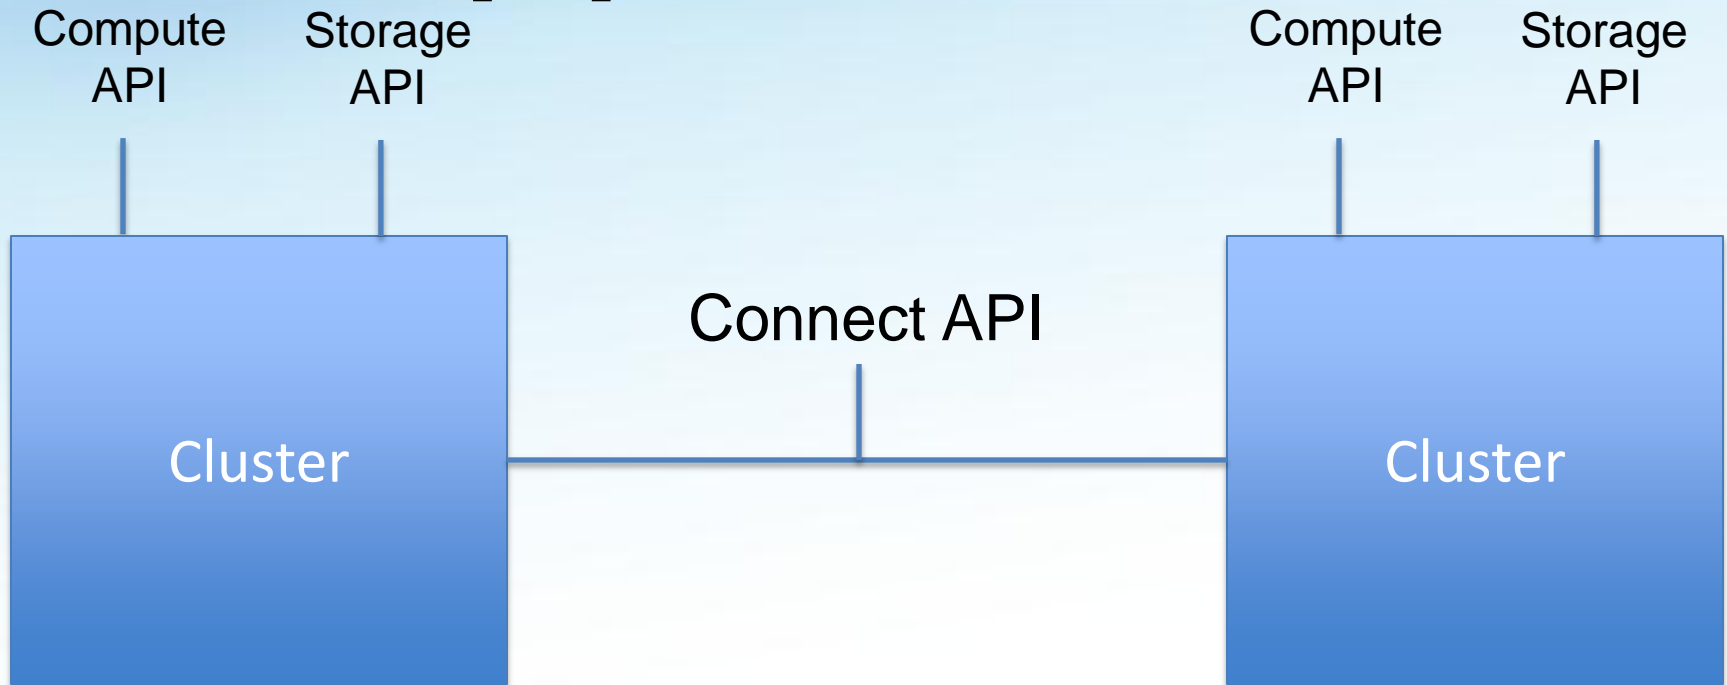 Compute
API
Storage
API
Compute
API
Storage
API
Connect API
Cluster
Cluster